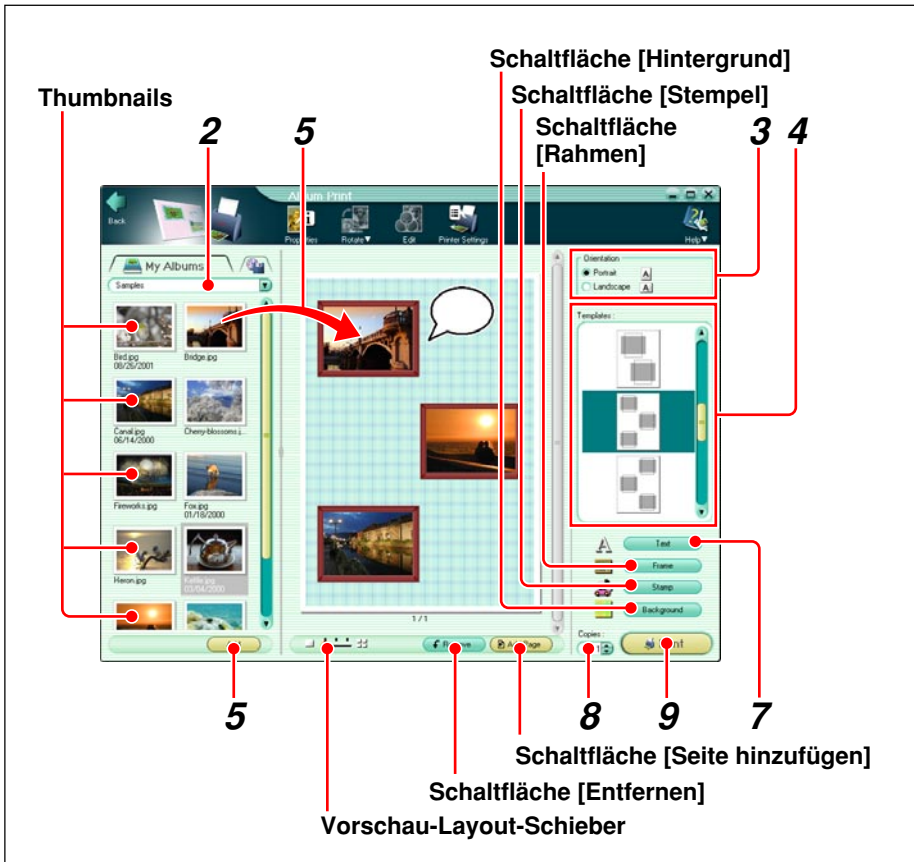 Schaltfläche [Hintergrund]
Thumbnails
Schaltfläche [Stempel]
2
5
Schaltfläche
[Rahmen]
3
4
Album Print
Back
Properties
Rotate
Edit
Printer Settings
Help
My Albums
Samples
Orientation
Portrait
A
Landscape
A
Templates :
Bird.jpg
08/26/2001
Bridge.jpg
Canal.jpg
06/14/2000
Cherry-blossoms.j...
Fireworks.jpg
Fox.jpg
01/18/2000
Heron.jpg
Kettle.jpg
03/04/2000
Text
Frame
Stamp
Background
1 / 1
Copies :
1
5
8
9
7
Schaltfläche [Seite hinzufügen]
Schaltfläche [Entfernen]
Vorschau-Layout-Schieber